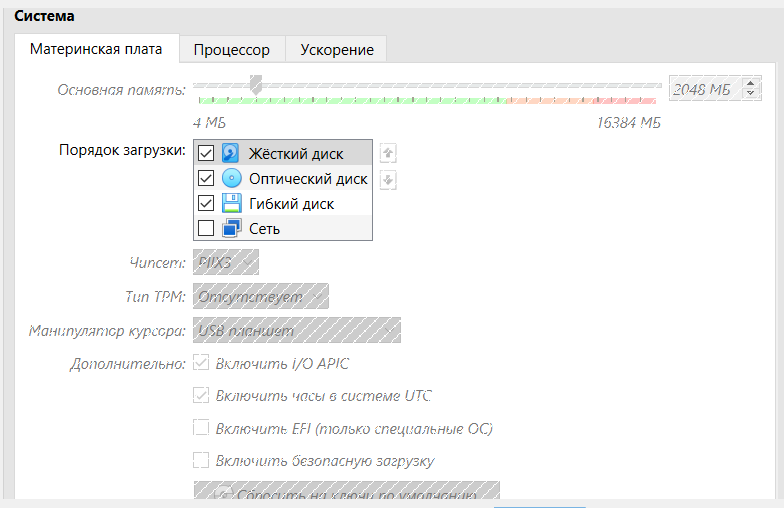 Система
Материнская плата Процессор Ускорение
Основная память: 2048 МБ
4 МБ 16384 МБ
Порядок загрузки: Жёсткий диск
Оптический диск
Гибкий диск
Сеть
Чипсет: PIIX3
Тип TPM: Отсутствует
Манипулятор курсора: USB планшет
Дополнительно: Включить I/O APIC
Включить часы в системе UTC
Включить EFI (только специальные ОС)
Включить безопасную загрузку
Сбросить на ключи по умолчанию